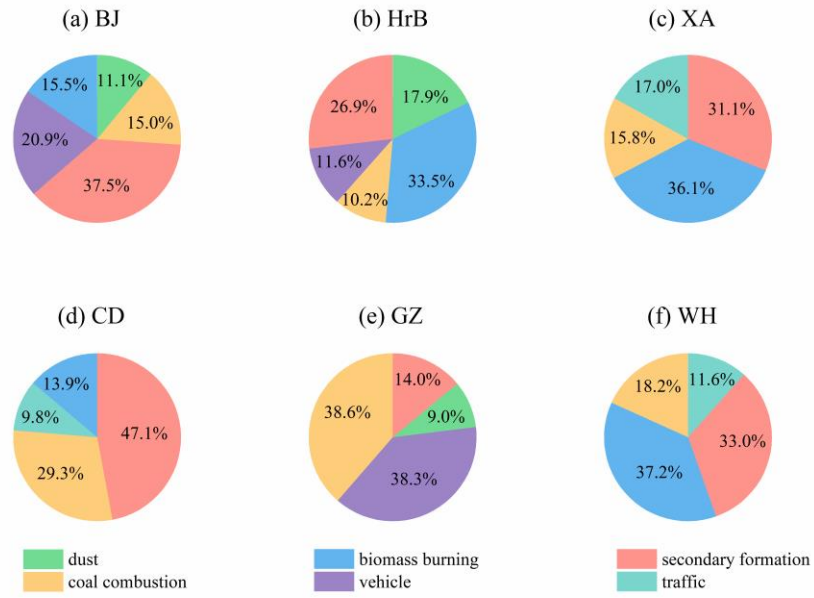 (a) BJ
(b) HrB
(c) XA
15.5%
11.1%
15.0%
20.9%
37.5%
26.9%
17.9%
11.6%
33.5%
10.2%
17.0%
31.1%
15.8%
36.1%
(d) CD
(e) GZ
(f) WH
13.9%
9.8%
47.1%
29.3%
14.0%
38.6%
9.0%
38.3%
18.2%
11.6%
33.0%
37.2%
dust
biomass burning
secondary formation
coal combustion
vehicle
traffic